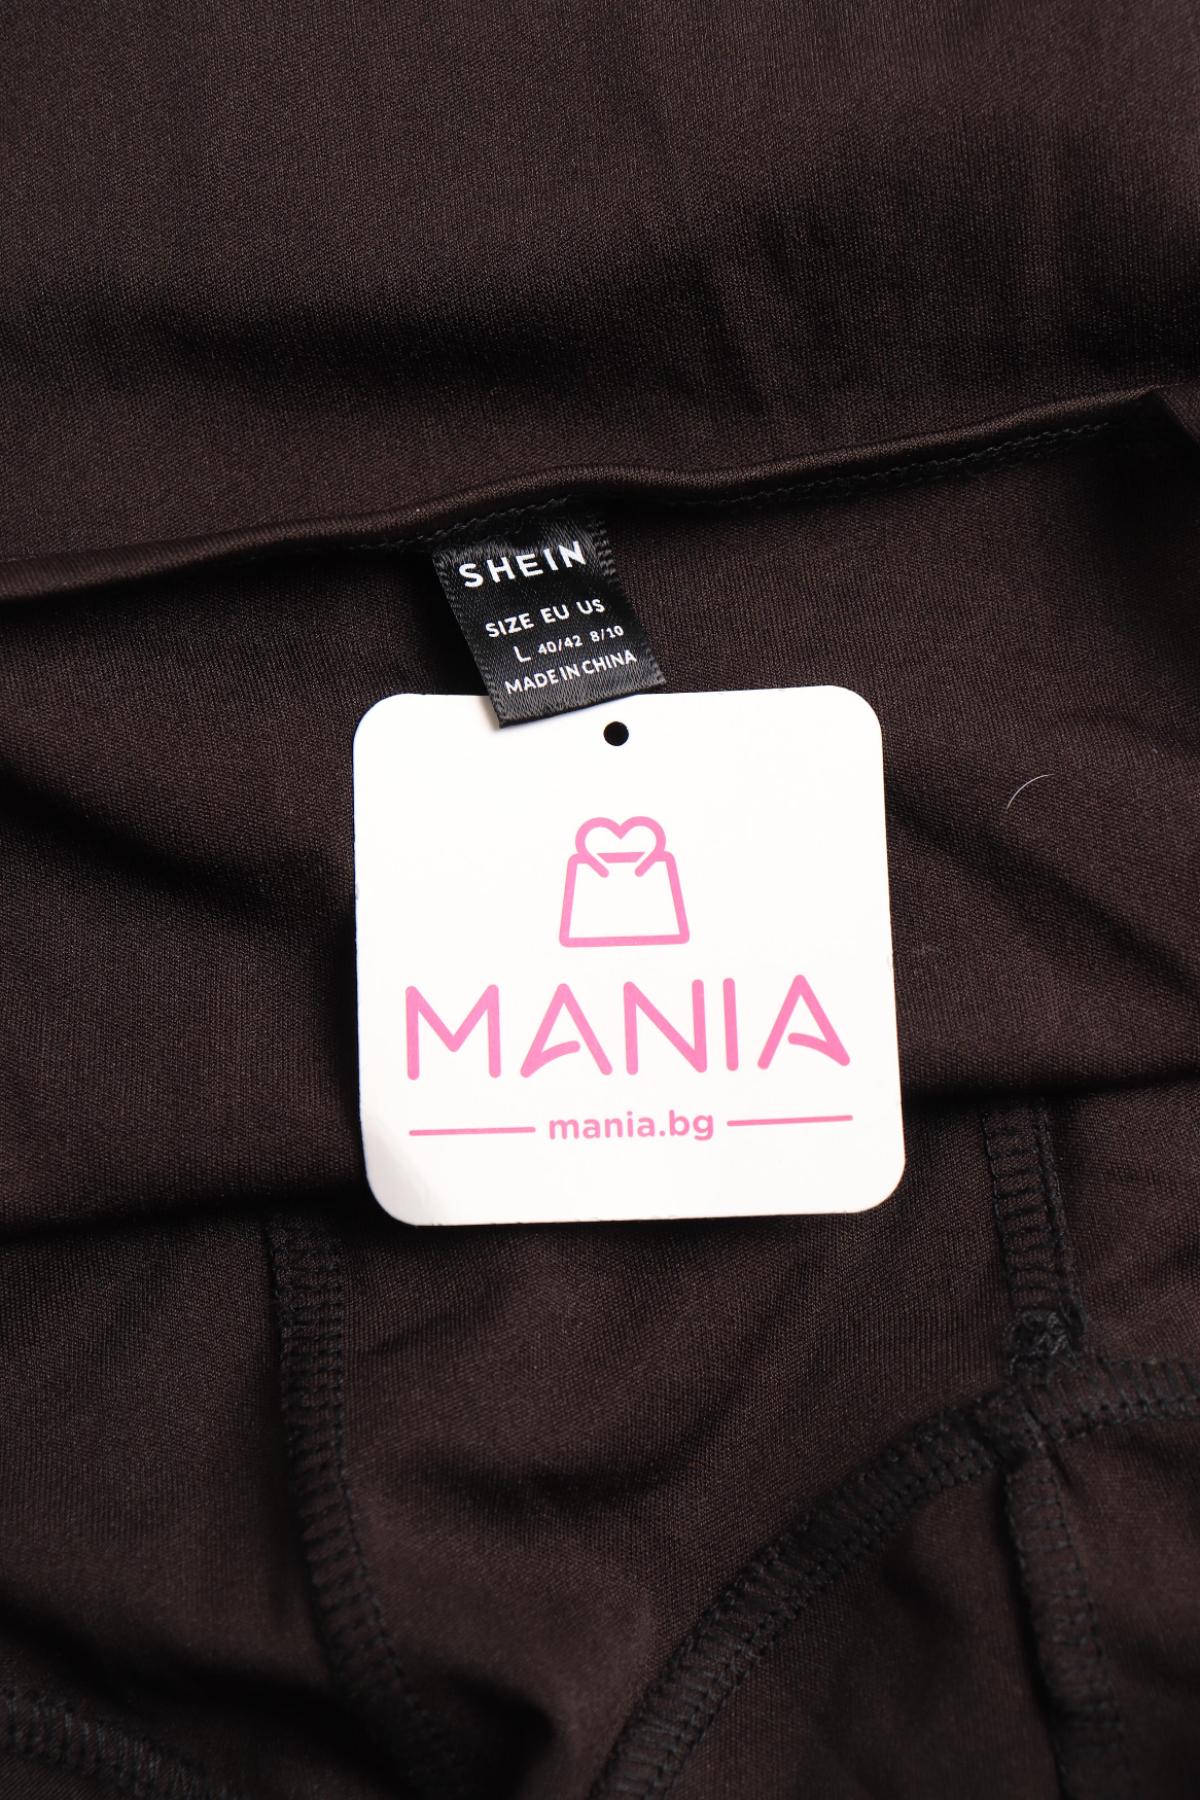 SHEIN
SIZE EU US
L 40/42 8/10
MADE IN CHINA
MANIA
mania.bg